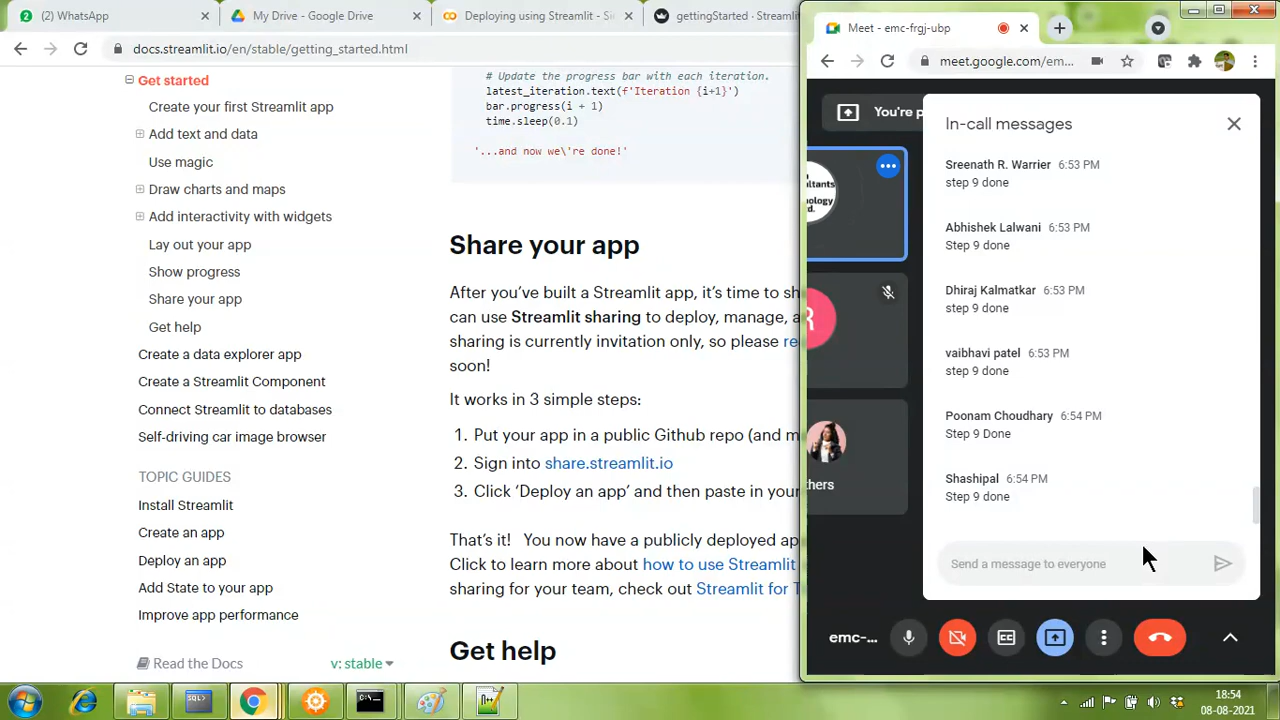 (2) WhatsApp
My Drive - Google Drive
Deploying using Streamlit - Si
gettingStarted - Streamli
docs.streamlit.io/en/stable/getting_started.html
Get started
Create your first Streamlit app
Add text and data
Use magic
Draw charts and maps
Add interactivity with widgets
Lay out your app
Show progress
Share your app
Get help
Create a data explorer app
Create a Streamlit Component
Connect Streamlit to databases
Self-driving car image browser
TOPIC GUIDES
Install Streamlit
Create an app
Deploy an app
Add State to your app
Improve app performance
Read the Docs
v: stable
# Update the progress bar with each iteration.
latest_iteration.text(f'Iteration {i+1}')
bar.progress(i + 1)
time.sleep(0.1)
'...and now we\'re done!'
Share your app
After you've built a Streamlit app, it's time to sh
can use Streamlit sharing to deploy, manage, a
sharing is currently invitation only, so please re
soon!
It works in 3 simple steps:
1. Put your app in a public Github repo (and m
2. Sign into share.streamlit.io
3. Click 'Deploy an app' and then paste in your
That's it! You now have a publicly deployed ap
Click to learn more about how to use Streamlit
sharing for your team, check out Streamlit for T
Get help
Meet - emc-frgj-ubp
meet.google.com/em...
You're p
ltants
nology
d.
R
thers
In-call messages
Sreenath R. Warrier 6:53 PM
step 9 done
Abhishek Lalwani 6:53 PM
Step 9 done
Dhiraj Kalmatkar 6:53 PM
step 9 done
vaibhavi patel 6:53 PM
step 9 done
Poonam Choudhary 6:54 PM
Step 9 Done
Shashipal 6:54 PM
Step 9 done
Send a message to everyone
emc-...
18:54
08-08-2021